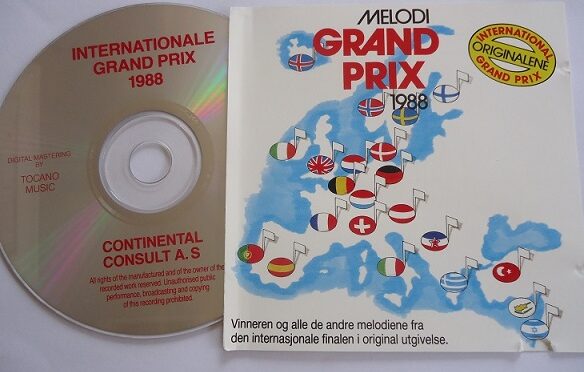 INTERNATIONALE
GRAND PRIX
1988
DIGITAL MASTERING
BY
TOCANO
MUSIC
CONTINENTAL
CONSULT A. S
All rights of the manufactured and of the owner of the
recorded work reserved. Unauthorised public
performance, broadcasting and copying
of this recording prohibited.
MELODI
GRAND
PRIX
1988
INTERNATIONAL
ORIGINALENE
GRAND PRIX
Vinneren og alle de andre melodiene fra
den internasjonale finalen i original utgivelse.